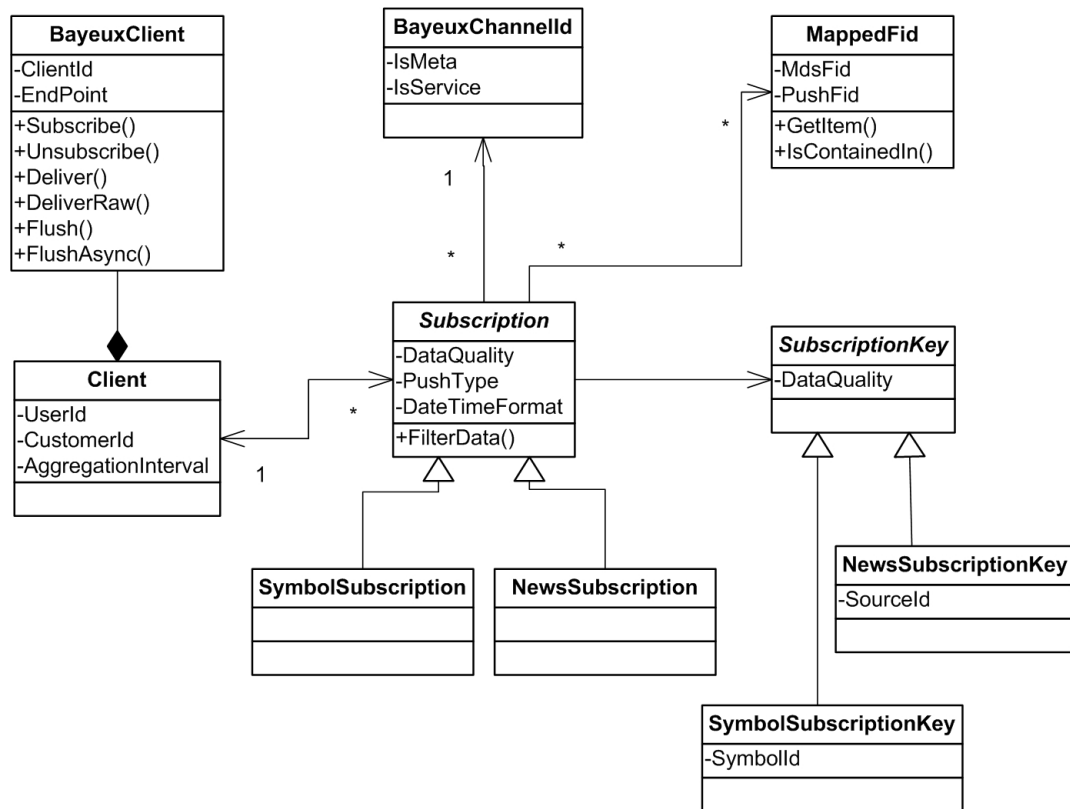 BayeuxClient
-ClientId
-EndPoint
+Subscribe()
+Unsubscribe()
+Deliver()
+DeliverRaw()
+Flush()
+FlushAsync()
BayeuxChannelId
-IsMeta
-IsService
MappedFid
-MdsFid
-PushFid
+GetItem()
+IsContainedIn()
1
*
*
*
Subscription
-DataQuality
-PushType
-DateTimeFormat
+FilterData()
SubscriptionKey
-DataQuality
Client
-UserId
-CustomerId
-AggregationInterval
*
1
SymbolSubscription
NewsSubscription
NewsSubscriptionKey
-SourceId
SymbolSubscriptionKey
-SymbolId